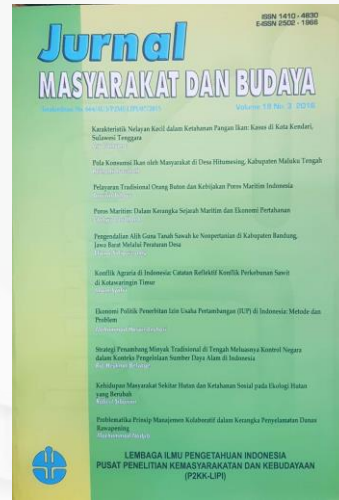 ISSN 1410 - 4830
E-ISSN 2502 - 1966
Jurnal
MASYARAKAT DAN BUDAYA
Volume 18 No. 3 2016
Karakteristik Nelayan Kecil dalam Ketahanan Pangan Ikan: Kasus di Kota Kendari,
Sulawesi Tenggara
Pola Konsumsi Ikan oleh Masyarakat di Desa Hitumessing, Kabupaten Maluku Tengah
Pelayaran Tradisional Orang Buton dan Kebijakan Poros Maritim Indonesia
Poros Maritim: Dalam Kerangka Sejarah Maritim dan Ekonomi Pertahanan
Pengendalian Alih Guna Tanah Sawah ke Nonpertanian di Kabupaten Bandung,
Jawa Barat Melalui Peraturan Desa
Konflik Agraria di Indonesia: Catatan Reflektif Konflik Perkebunan Sawit
di Kotawaringin Timur
Ekonomi Politik Penerbitan Izin Usaha Pertambangan (IUP) di Indonesia: Metode dan
Problem
Strategi Penambang Minyak Tradisional di Tengah Meluasnya Kontrol Negara
dalam Konteks Pengelolaan Sumber Daya Alam di Indonesia
Kehidupan Masyarakat Sekitar Hutan dan Ketahanan Sosial pada Ekologi Hutan
yang Berubah
Problematika Prinsip Manajemen Kolaboratif dalam Kerangka Penyelamatan Danau
Rawapening
LEMBAGA ILMU PENGETAHUAN INDONESIA
PUSAT PENELITIAN KEMASYARAKATAN DAN KEBUDAYAAN
(P2KK-LIPI)